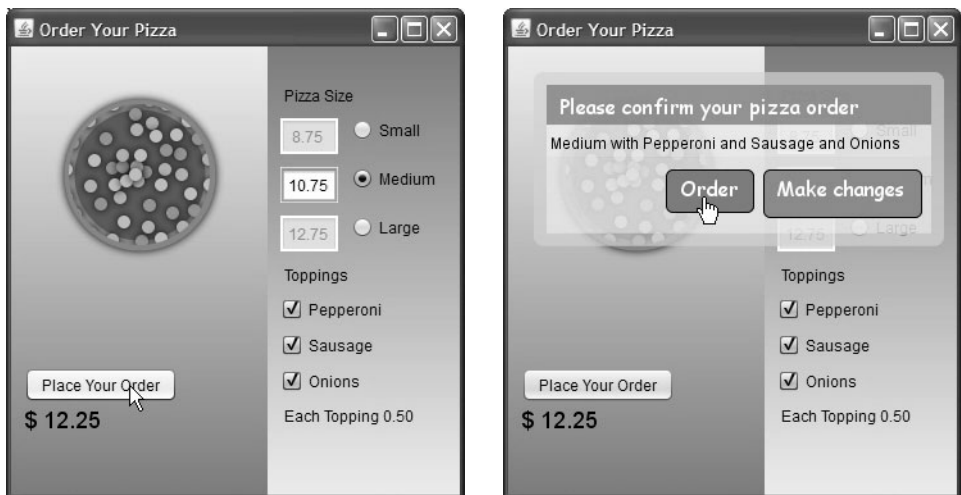 Order Your Pizza
Pizza Size
8.75 Small
10.75 Medium
12.75 Large
Toppings
Pepperoni
Sausage
Onions
Place Your Order
$ 12.25
Each Topping 0.50
Order Your Pizza
Please confirm your pizza order
Medium with Pepperoni and Sausage and Onions
Order Make changes
12.75 Large
Toppings
Pepperoni
Sausage
Onions
Place Your Order
$ 12.25
Each Topping 0.50